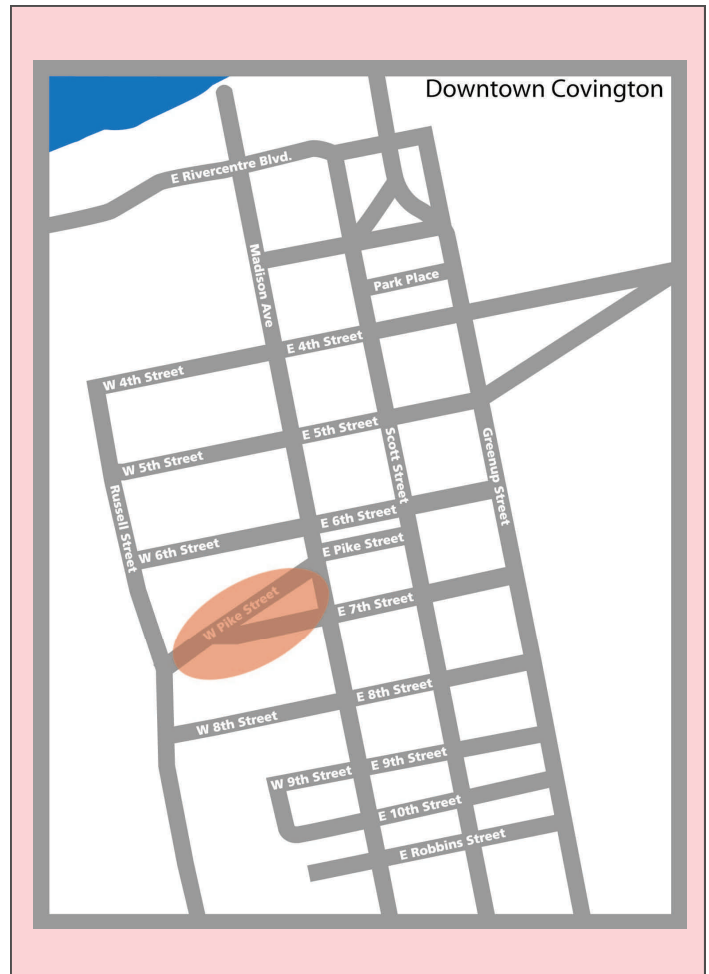 Downtown Covington
E Rivercentre Blvd.
Madison Ave
Park Place
E 4th Street
W 4th Street
E 5th Street
W 5th Street
Scott Street
Greenup Street
Russell Street
E 6th Street
W 6th Street
E Pike Street
W Pike Street
E 7th Street
E 8th Street
W 8th Street
E 9th Street
W 9th Street
E 10th Street
E Robbins Street